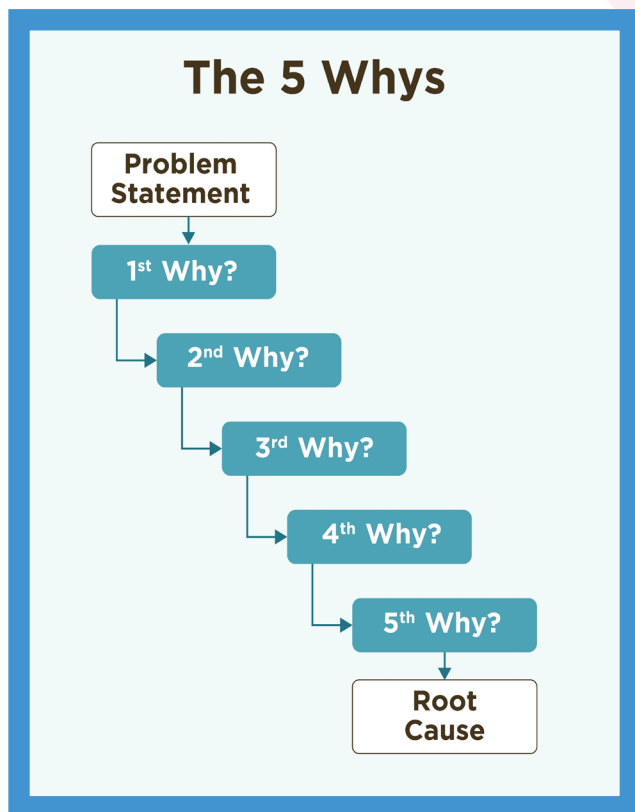 The 5 Whys
Problem
Statement
1st Why?
2nd Why?
3rd Why?
4th Why?
5th Why?
Root
Cause